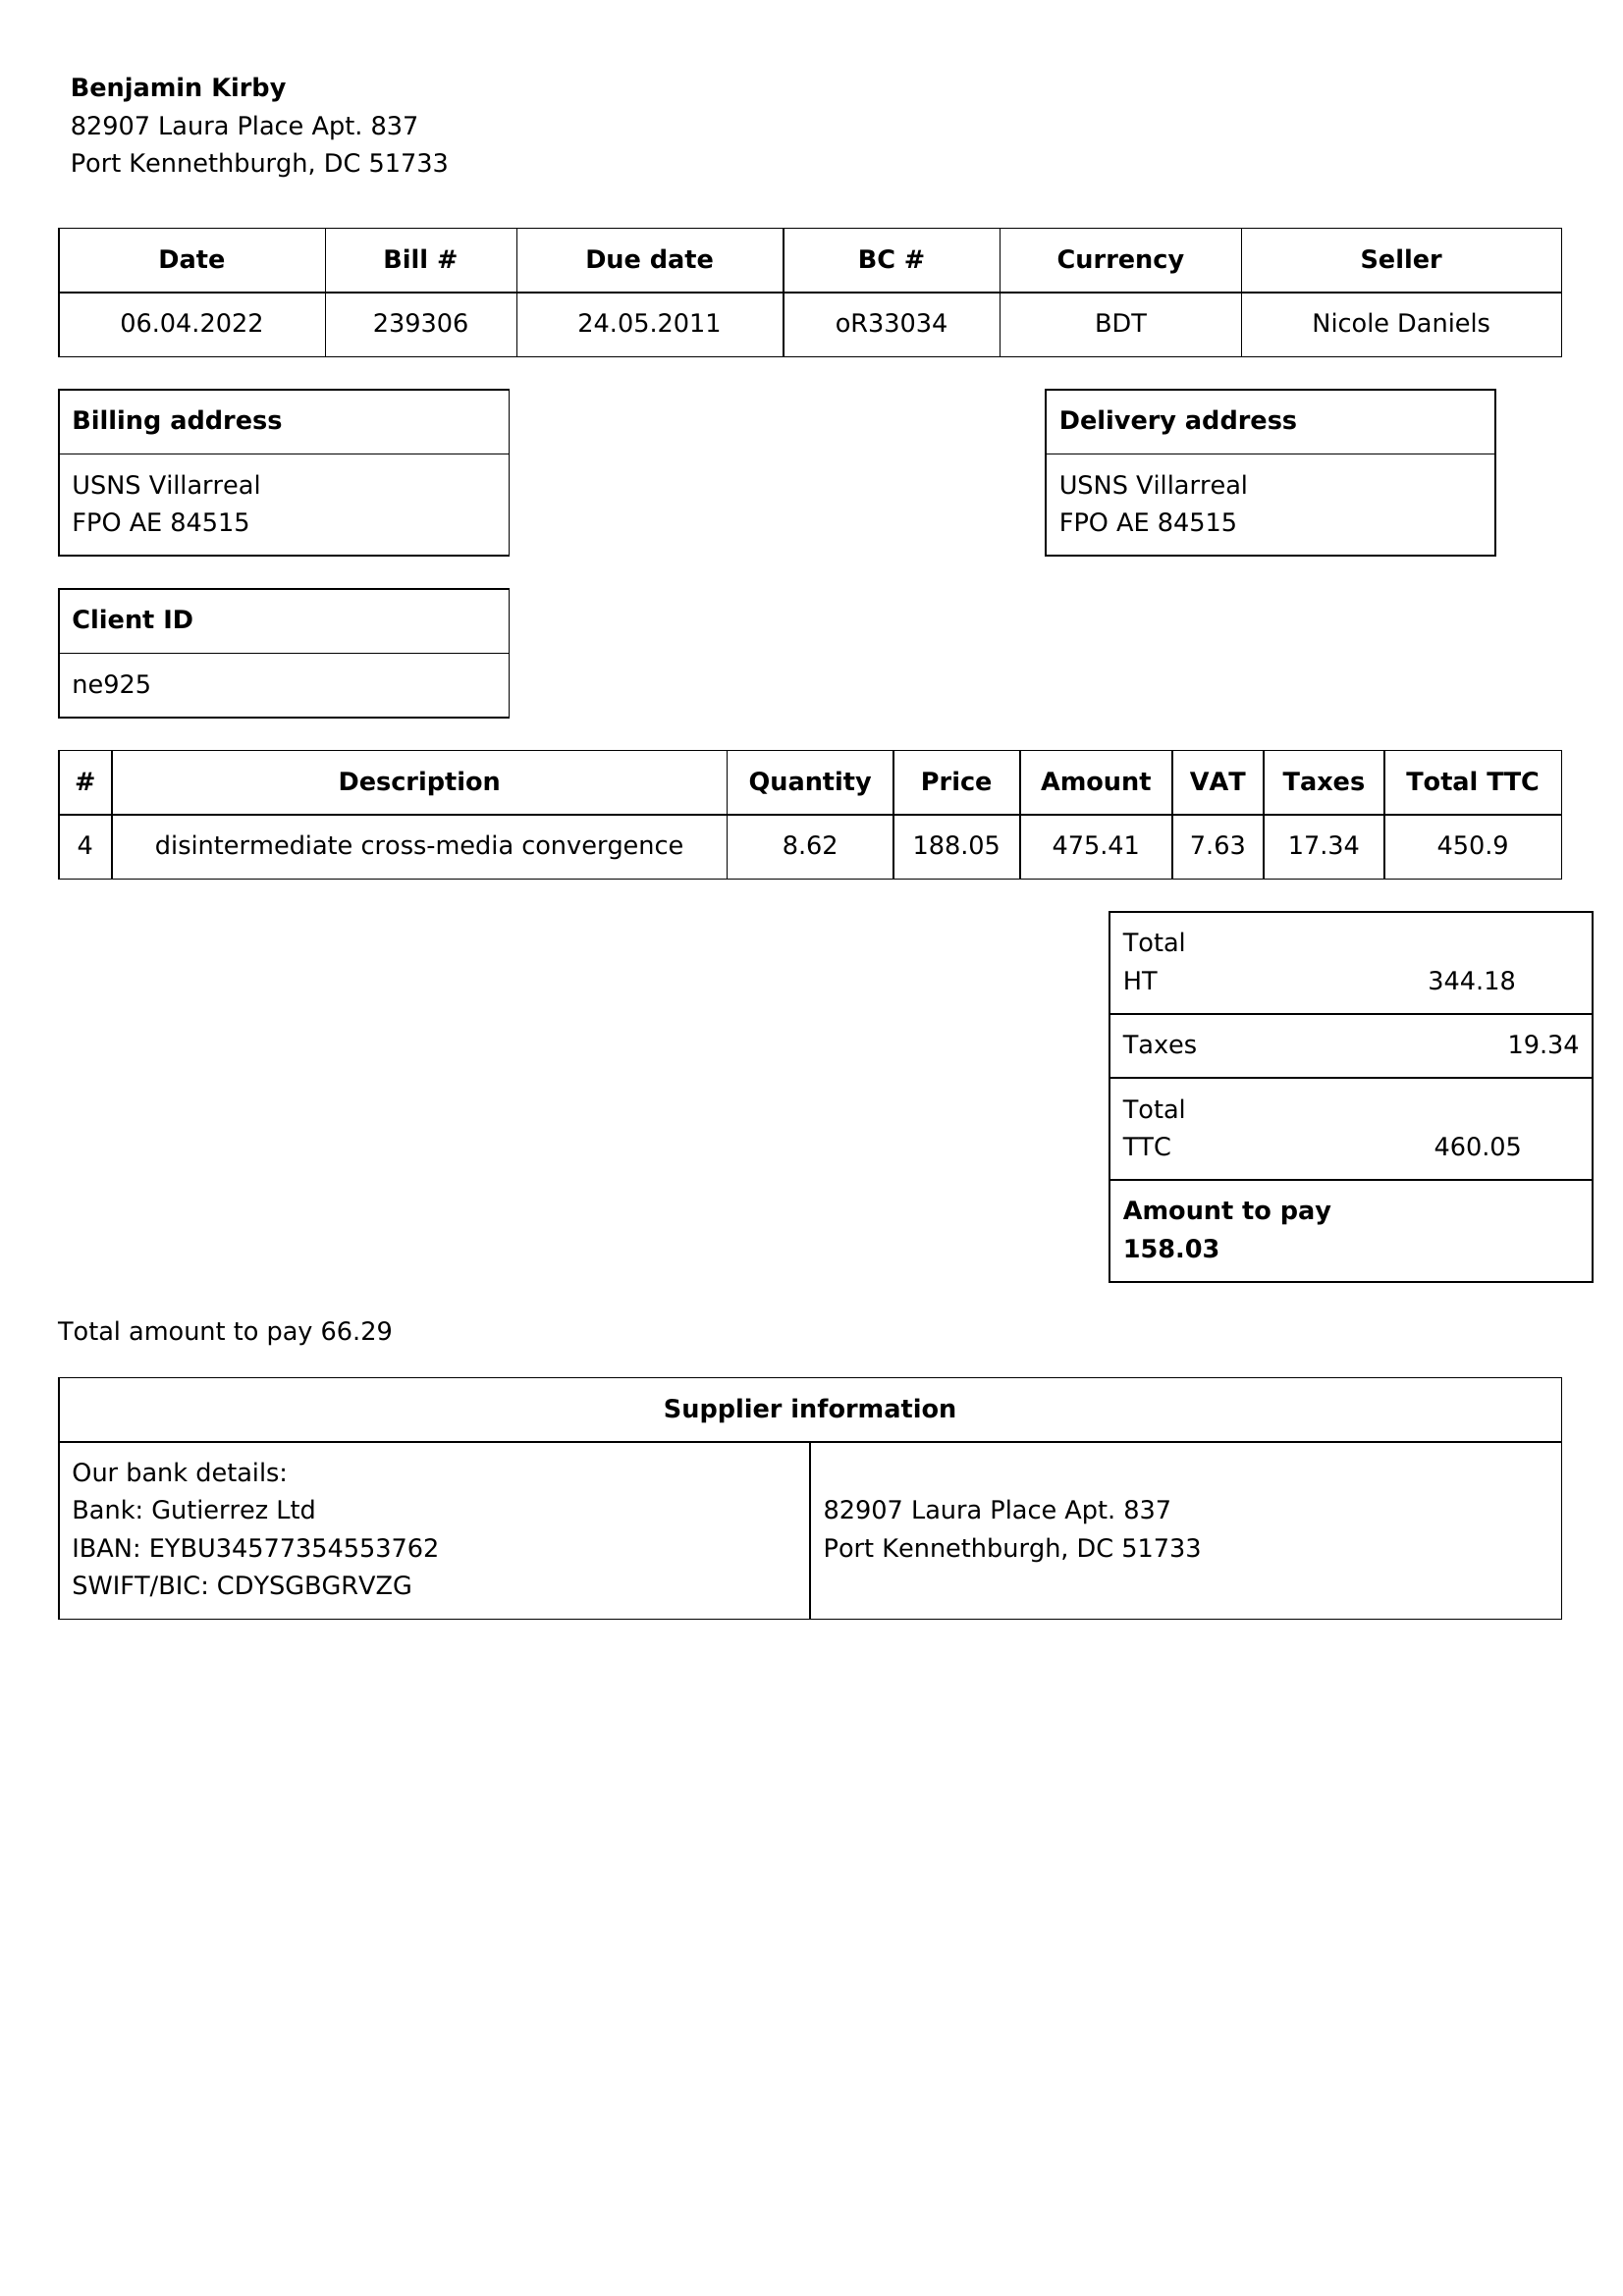 Benjamin Kirby
82907 Laura Place Apt. 837
Port Kennethburgh, DC 51733
Date Bill # Due date BC # Currency Seller
06.04.2022 239306 24.05.2011 oR33034 BDT Nicole Daniels
Billing address
USNS Villarreal
FPO AE 84515
Delivery address
USNS Villarreal
FPO AE 84515
Client ID
ne925
# Description Quantity Price Amount VAT Taxes Total TTC
4 disintermediate cross-media convergence 8.62 188.05 475.41 7.63 17.34 450.9
Total
HT 344.18
Taxes 19.34
Total
TTC 460.05
Amount to pay
158.03
Total amount to pay 66.29
Supplier information
Our bank details:
Bank: Gutierrez Ltd
IBAN: EYBU34577354553762
SWIFT/BIC: CDYSGBGRVZG
82907 Laura Place Apt. 837
Port Kennethburgh, DC 51733